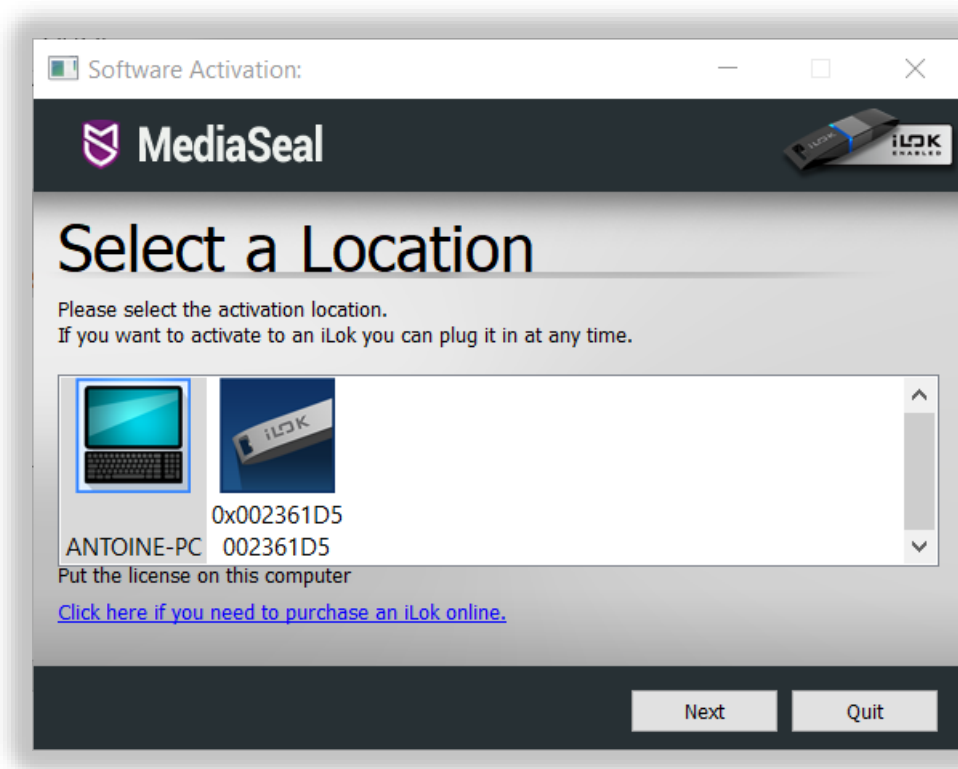 Software Activation:
MediaSeal
iLOK
iLOK
ENABLED
Select a Location
Please select the activation location.
If you want to activate to an iLok you can plug it in at any time.
iLOK
0x002361D5
ANTOINE-PC 002361D5
Put the license on this computer
Click here if you need to purchase an iLok online.
Next Quit